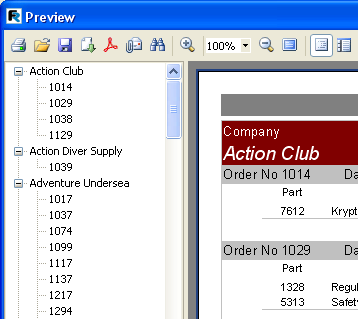 Preview
100%
Action Club
1014
1029
1038
1129
Action Diver Supply
1039
Adventure Undersea
1017
1037
1074
1099
1117
1137
1217
1294
Company
Action Club
Order No 1014 Da
Part
7612 Krypt
Order No 1029 Da
Part
1328 Regul
5313 Safety